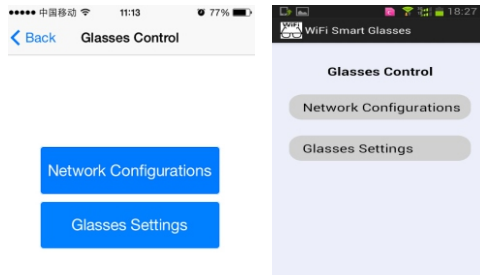 中国移动 11:13 77%
Back Glasses Control
Network Configurations
Glasses Settings
18:27
WiFi WiFi Smart Glasses
Glasses Control
Network Configurations
Glasses Settings